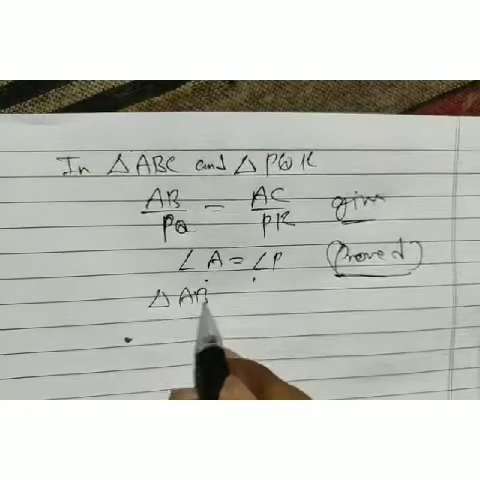 In △ABC and △PQR
AB/PQ = AC/PR given
∠A = ∠P (Proved)
△AB